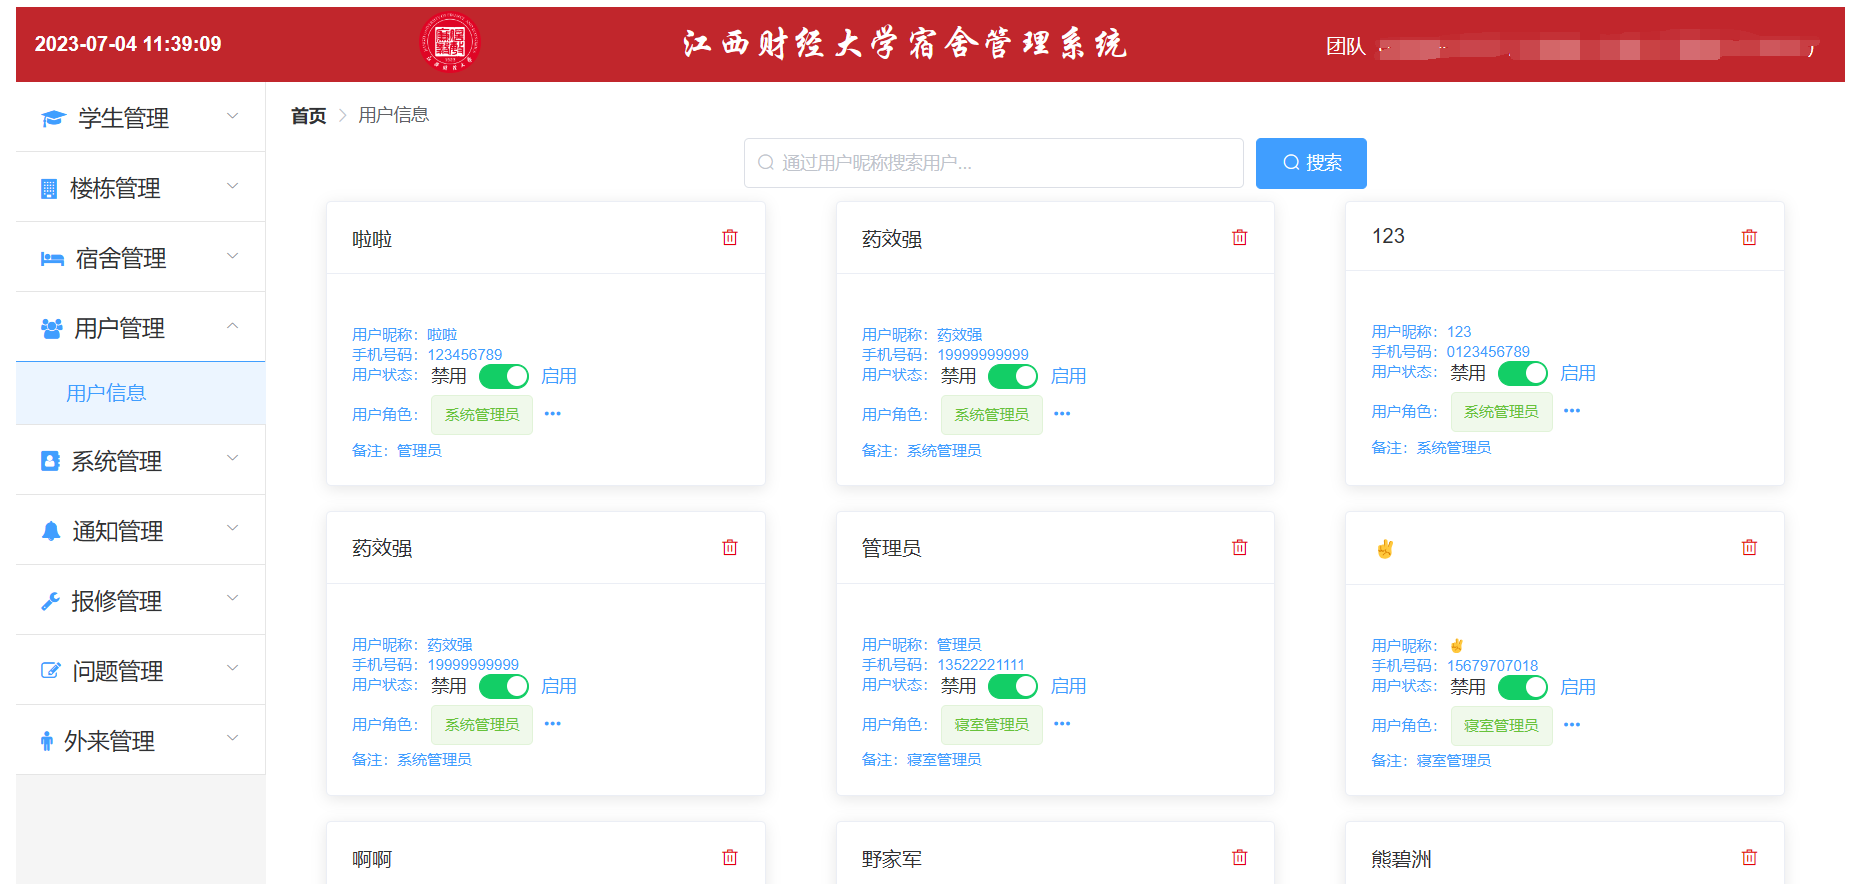 2023-07-04 11:39:09
江西财经大学宿舍管理系统
团队
学生管理
楼栋管理
宿舍管理
用户管理
用户信息
系统管理
通知管理
报修管理
问题管理
外来管理
首页 > 用户信息
通过用户昵称搜索用户...
搜索
啦啦
用户昵称：啦啦
手机号码：123456789
用户状态：禁用 启用
用户角色：系统管理员 •••
备注：管理员
药效强
用户昵称：药效强
手机号码：19999999999
用户状态：禁用 启用
用户角色：系统管理员 •••
备注：系统管理员
123
用户昵称：123
手机号码：0123456789
用户状态：禁用 启用
用户角色：系统管理员 •••
备注：系统管理员
药效强
用户昵称：药效强
手机号码：19999999999
用户状态：禁用 启用
用户角色：系统管理员 •••
备注：系统管理员
管理员
用户昵称：管理员
手机号码：13522221111
用户状态：禁用 启用
用户角色：寝室管理员 •••
备注：寝室管理员
✌
用户昵称：✌
手机号码：15679707018
用户状态：禁用 启用
用户角色：寝室管理员 •••
备注：寝室管理员
啊啊
野家军
熊碧洲